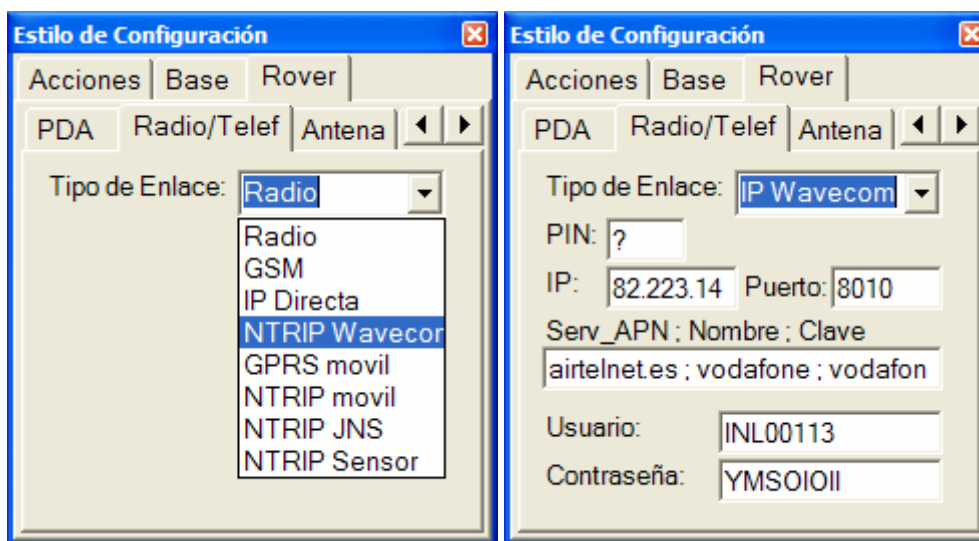 Estilo de Configuración
Acciones Base Rover
PDA Radio/Telef Antena
Tipo de Enlace: Radio
Radio
GSM
IP Directa
NTRIP Wavecor
GPRS movil
NTRIP movil
NTRIP JNS
NTRIP Sensor
Estilo de Configuración
Acciones Base Rover
PDA Radio/Telef Antena
Tipo de Enlace: IP Wavecom
PIN: ?
IP: 82.223.14 Puerto: 8010
Serv_APN ; Nombre ; Clave
airtelnet.es ; vodafone ; vodafon
Usuario: INL00113
Contraseña: YMSOIOII